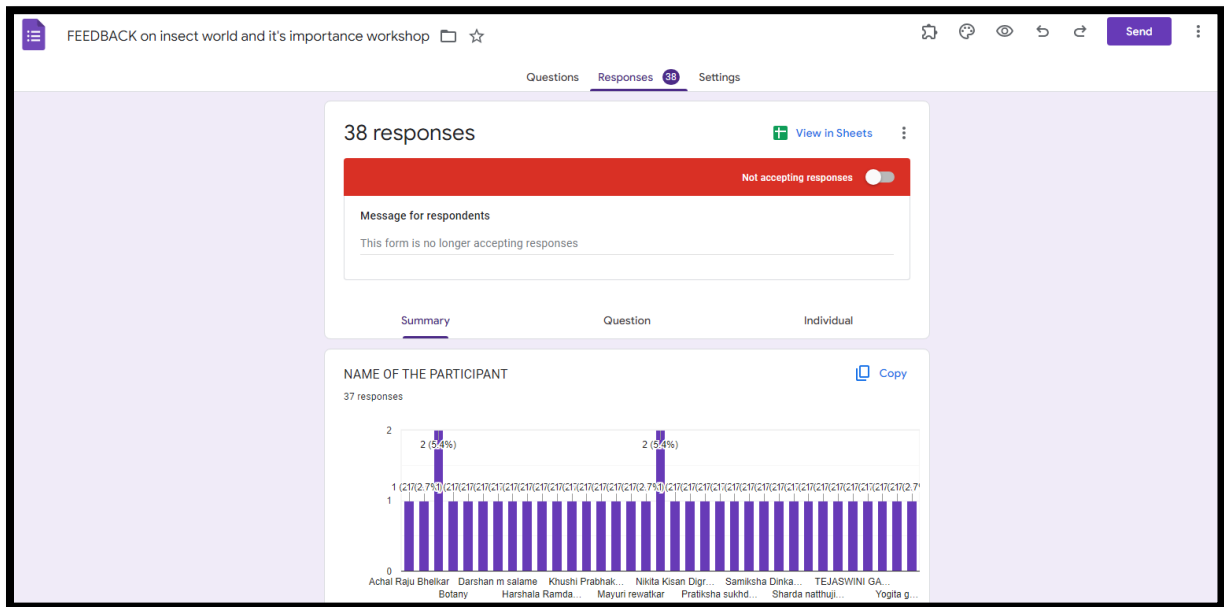 FEEDBACK on insect world and it's importance workshop
Send
Questions Responses 38 Settings
38 responses
View in Sheets
Not accepting responses
Message for respondents
This form is no longer accepting responses
Summary Question Individual
NAME OF THE PARTICIPANT
Copy
37 responses
2
2 (5.4%) 2 (5.4%)
1
0
Achal Raju Bhelkar Darshan m salame Khushi Prabhak... Nikita Kisan Digr... Samiksha Dinka... TEJASWINI GA...
Botany Harshala Ramda... Mayuri rewatkar Pratiksha sukhd... Sharda natthuji... Yogita g...